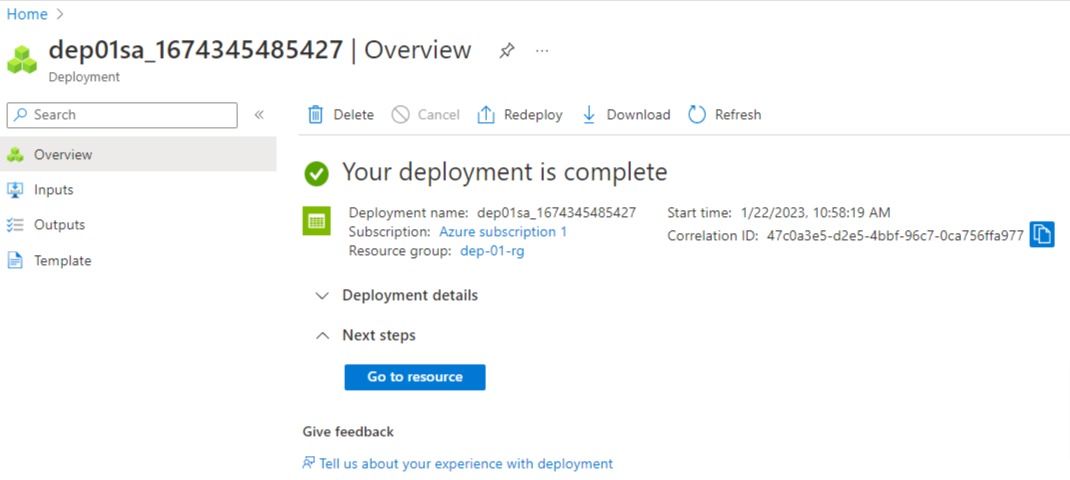 Home
dep01sa_1674345485427 | Overview
Deployment
Search
Overview
Inputs
Outputs
Template
Delete
Cancel
Redeploy
Download
Refresh
Your deployment is complete
Deployment name: dep01sa_1674345485427
Subscription: Azure subscription 1
Resource group: dep-01-rg
Start time: 1/22/2023, 10:58:19 AM
Correlation ID: 47c0a3e5-d2e5-4bbf-96c7-0ca756ffa977
Deployment details
Next steps
Go to resource
Give feedback
Tell us about your experience with deployment